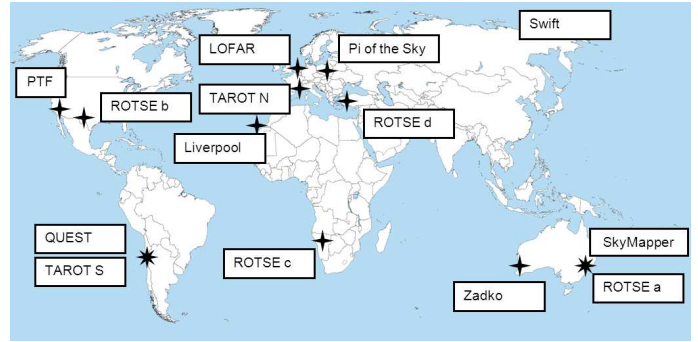 Swift
LOFAR
Pi of the Sky
PTF
ROTSE b
TAROT N
ROTSE d
Liverpool
QUEST
TAROT S
ROTSE c
SkyMapper
Zadko
ROTSE a